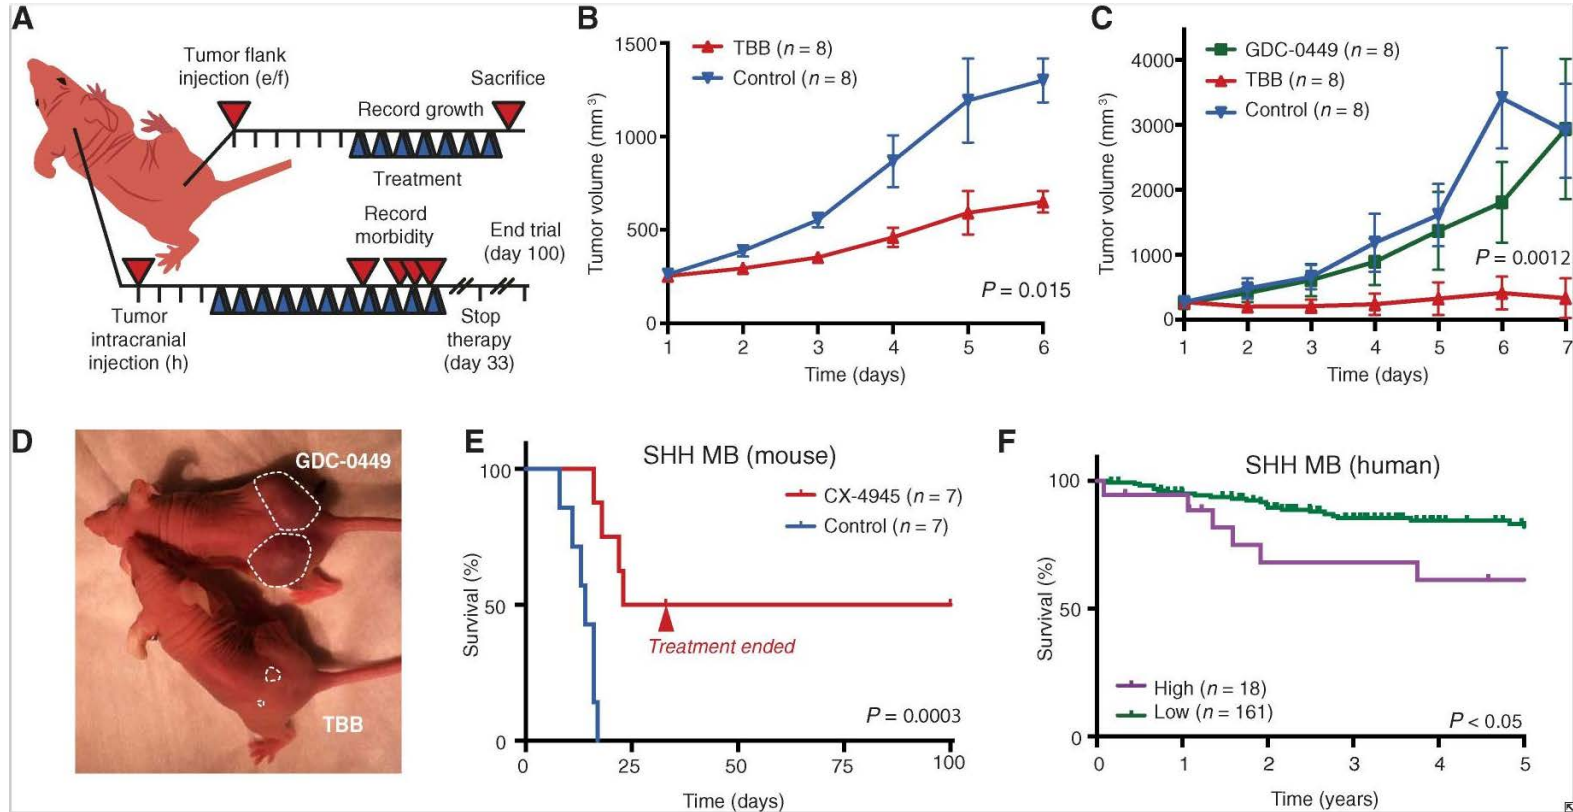 A
Tumor flank
injection (e/f)
Sacrifice
Record growth
Treatment
Record
morbidity
End trial
(day 100)
Tumor
intracranial
injection (h)
Stop
therapy
(day 33)
B
TBB (n = 8)
Control (n = 8)
Tumor volume (mm³)
1500
1000
500
0
P = 0.015
1 2 3 4 5 6
Time (days)
C
GDC-0449 (n = 8)
TBB (n = 8)
Control (n = 8)
Tumor volume (mm³)
4000
3000
2000
1000
0
P = 0.0012
1 2 3 4 5 6 7
Time (days)
D
GDC-0449
TBB
E
SHH MB (mouse)
CX-4945 (n = 7)
Control (n = 7)
Survival (%)
100
50
0
Treatment ended
P = 0.0003
0 25 50 75 100
Time (days)
F
SHH MB (human)
Survival (%)
100
50
0
High (n = 18)
Low (n = 161)
P < 0.05
0 1 2 3 4 5
Time (years)